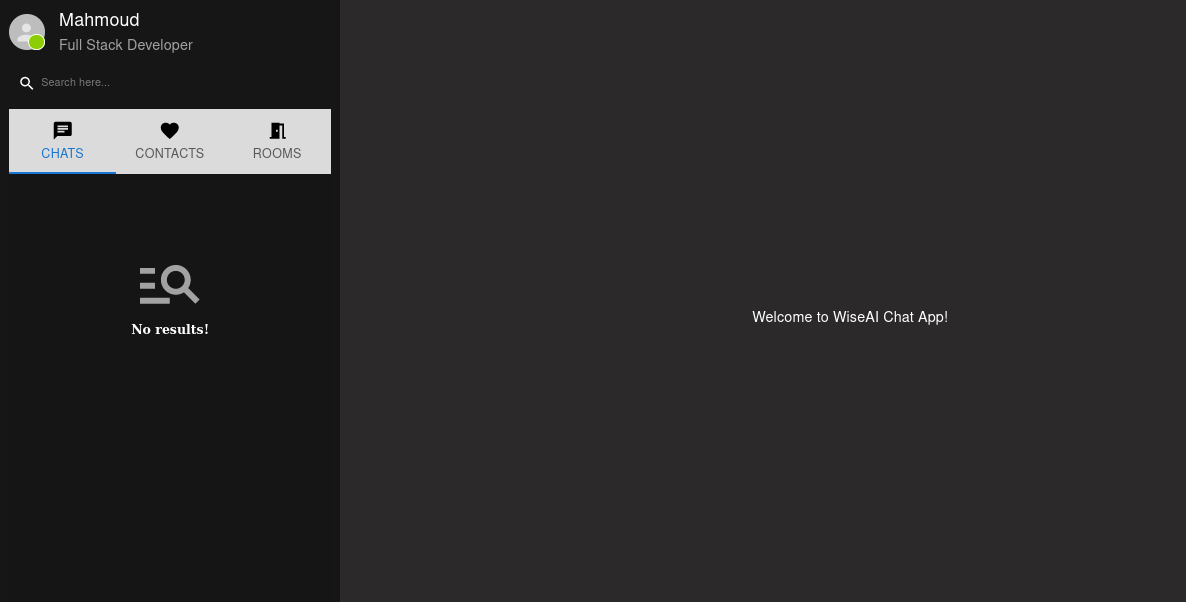 Mahmoud
Full Stack Developer
Search here...
CHATS
CONTACTS
ROOMS
No results!
Welcome to WiseAI Chat App!